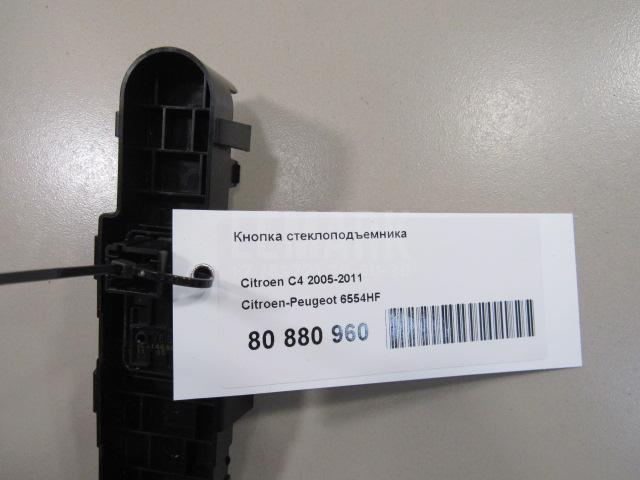 Кнопка стеклоподъемника
Citroen C4 2005-2011
Citroen-Peugeot 6554HF
80 880 960